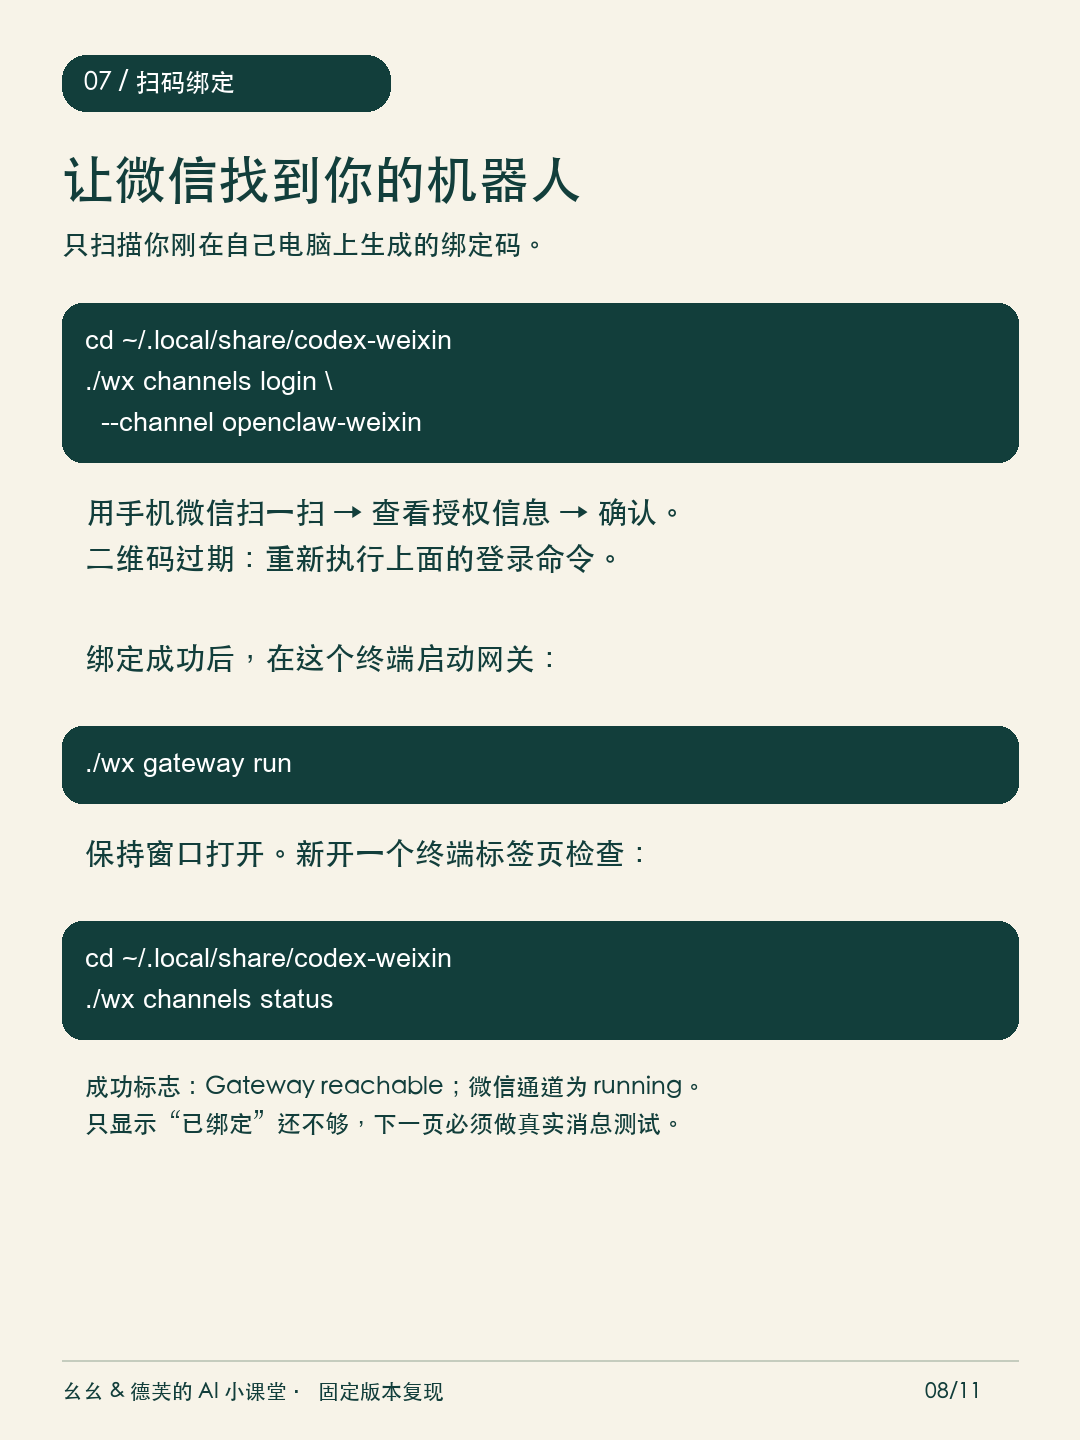 07 / 扫码绑定
让微信找到你的机器人
只扫描你刚在自己电脑上生成的绑定码。
cd ~/.local/share/codex-weixin
./wx channels login \
--channel openclaw-weixin
用手机微信扫一扫 → 查看授权信息 → 确认。
二维码过期：重新执行上面的登录命令。
绑定成功后，在这个终端启动网关：
./wx gateway run
保持窗口打开。新开一个终端标签页检查：
cd ~/.local/share/codex-weixin
./wx channels status
成功标志：Gateway reachable；微信通道为 running。
只显示“已绑定”还不够，下一页必须做真实消息测试。
幺幺 & 德芙的 AI 小课堂 · 固定版本复现
08/11